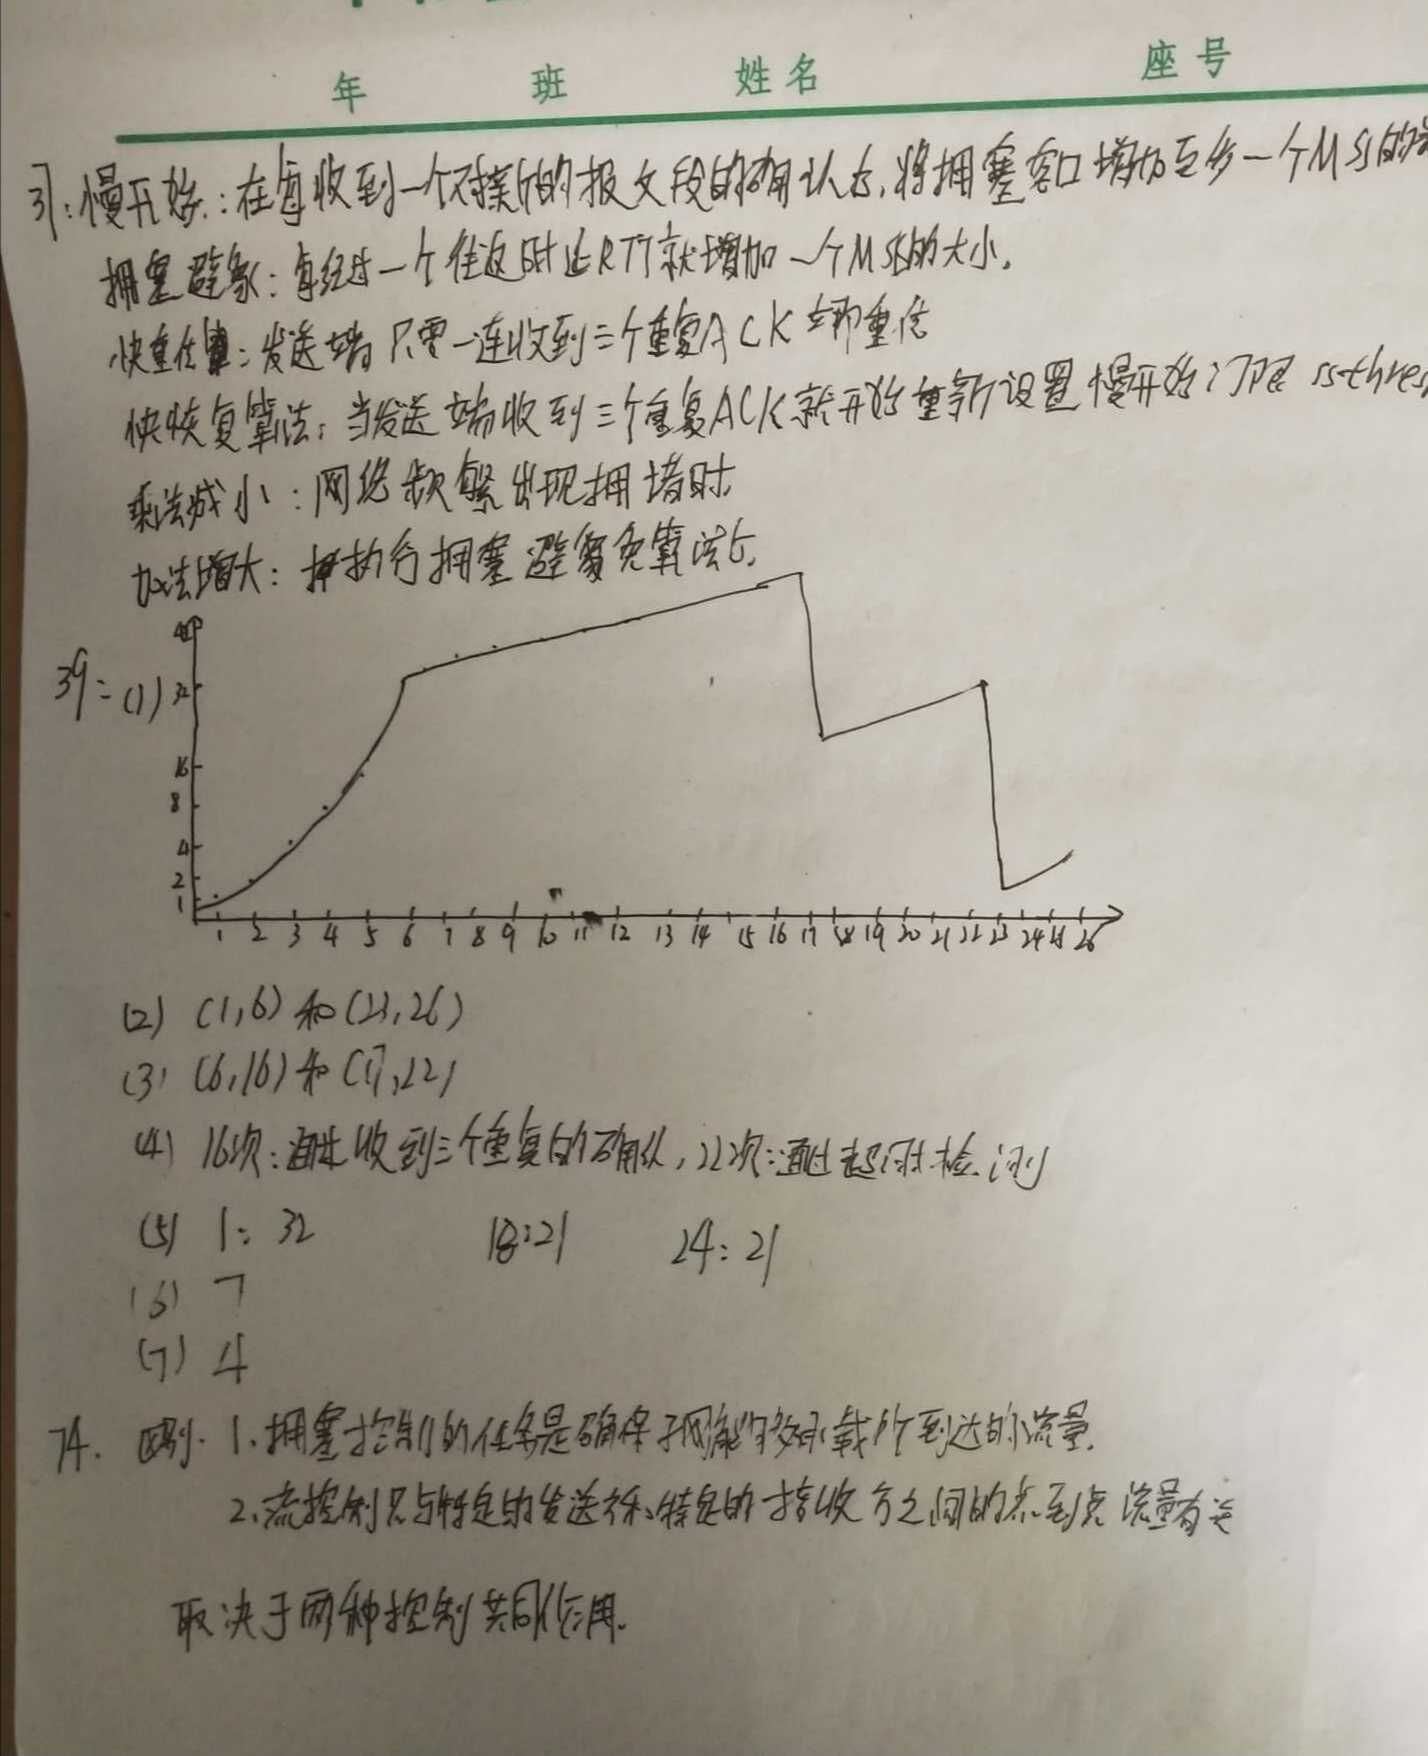 年 班 姓名 座号
37: 慢开始: 在每收到一个对新的报文段的确认后,将拥塞窗口增加至多一个MSS的
拥塞避免: 每经过一个往返时延RTT就增加一个MSS的大小。
快重传: 发送端只要一连收到三个重复ACK 立即重传
快恢复算法: 当发送端收到三个重复ACK就开始重新设置慢开始门限 ssthres
乘法减小: 网络频繁出现拥堵时
加法增大: 执行拥塞避免算法后.
39: (1)
32
16
8
4
2
1
1 2 3 4 5 6 7 8 9 10 11 12 13 14 15 16 17 18 19 20 21 22 23 24 25 26
(2) (1,6) 和 (23,26)
(3) (6,16) 和 (17,22)
(4) 16次: 通过收到三个重复的确认, 22次: 通过超时检测
(5) 1: 32 18:21 24: 21
(6) 7
(7) 4
74. 区别. 1.拥塞控制的任务是确保子网能够承载所到达的流量.
2.流控制只与特定的发送方和特定的接收方之间的点到点流量有关
取决于两种控制共同作用.